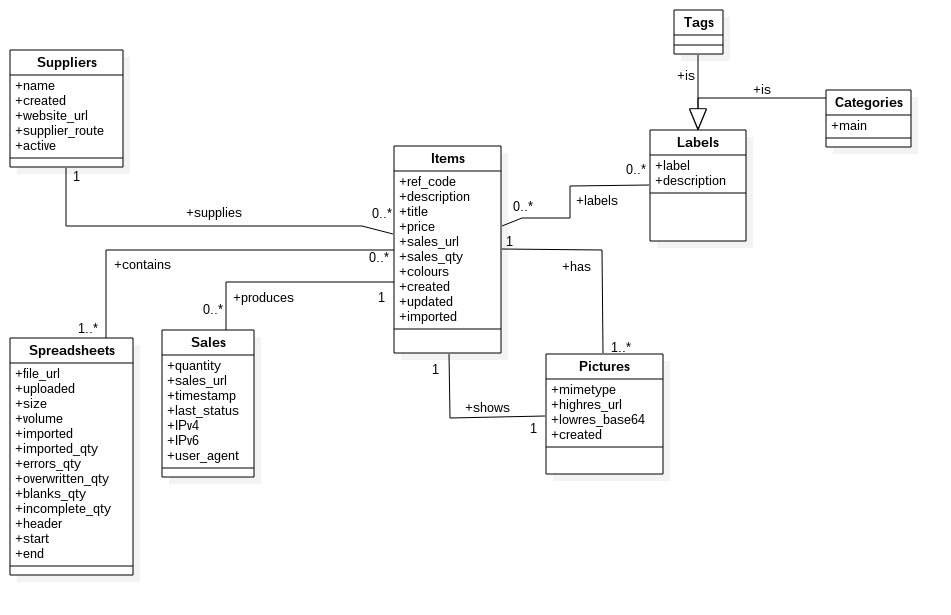 Tags
+is
+is
Categories
+main
Suppliers
+name
+created
+website_url
+supplier_route
+active
1
+supplies
0..*
Items
+ref_code
+description
+title
+price
+sales_url
+sales_qty
+colours
+created
+updated
+imported
Labels
+label
+description
0..*
+labels
0..*
1
+has
1..*
+contains
0..*
1..*
+produces
1
0..*
Spreadsheets
+file_url
+uploaded
+size
+volume
+imported
+imported_qty
+errors_qty
+overwritten_qty
+blanks_qty
+incomplete_qty
+header
+start
+end
Sales
+quantity
+sales_url
+timestamp
+last_status
+IPv4
+IPv6
+user_agent
1
+shows
1
Pictures
+mimetype
+highres_url
+lowres_base64
+created